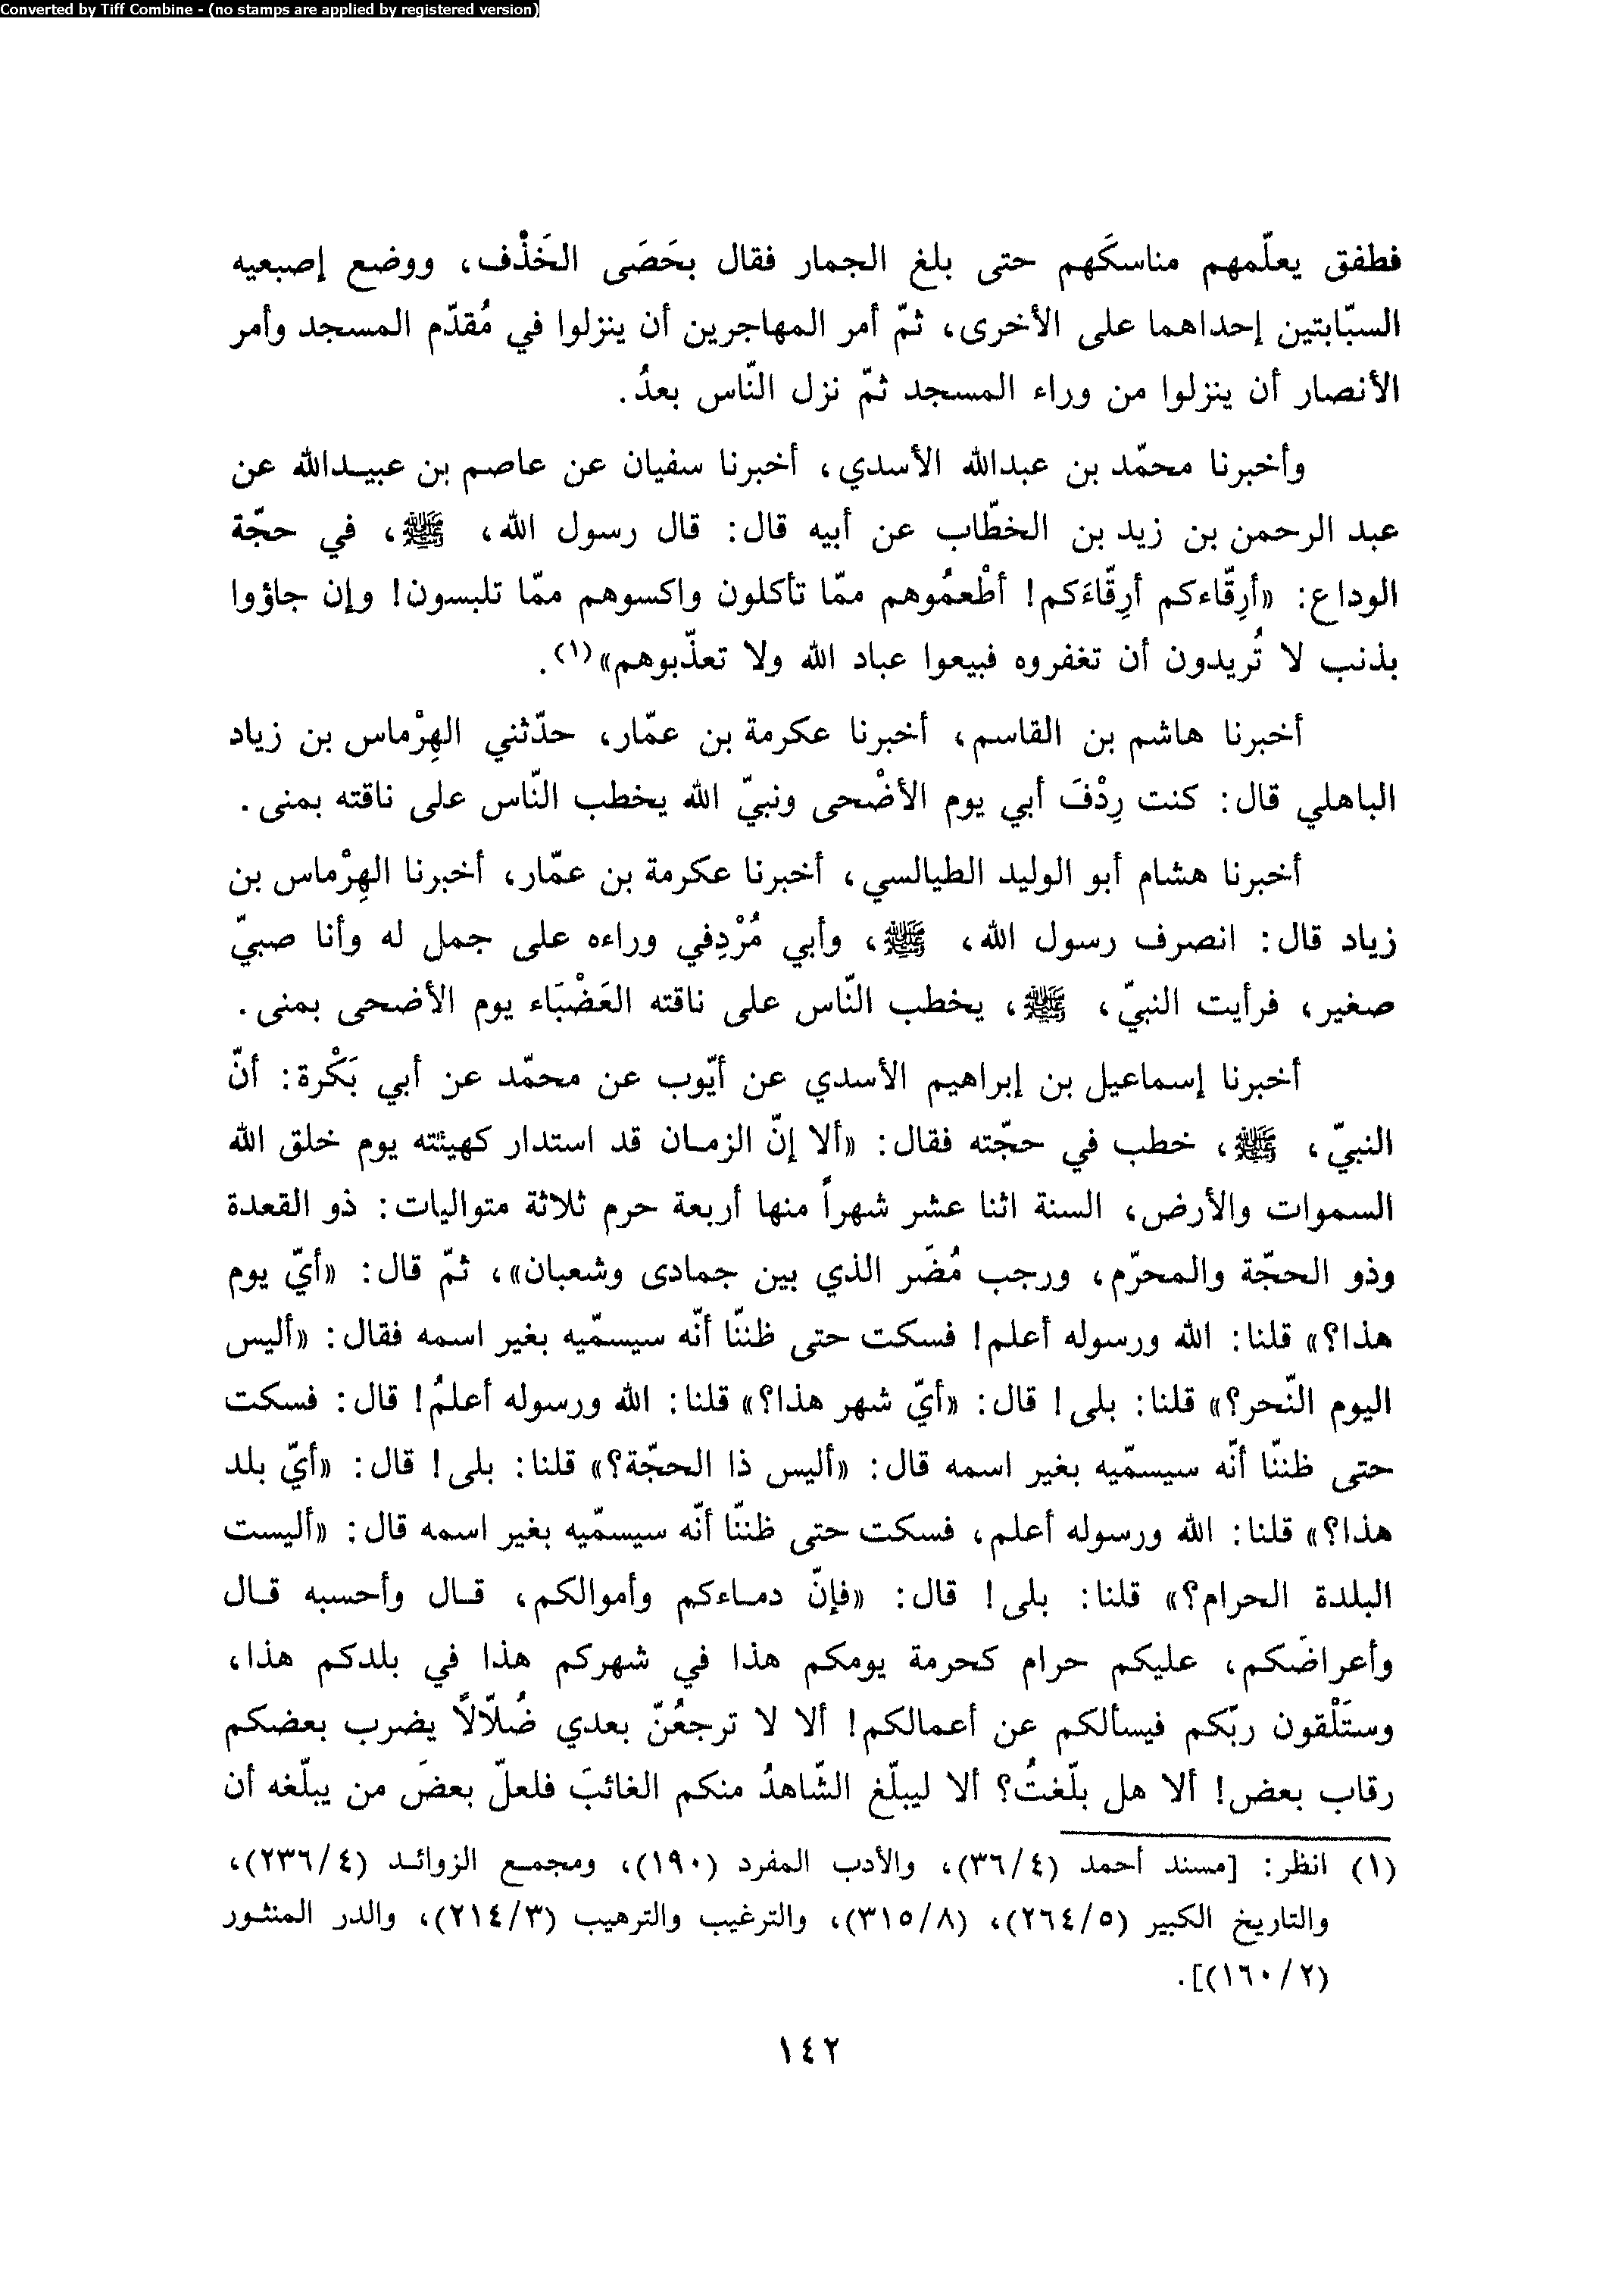 Converted by Tiff Combine - (no stamps are applied by registered version)
فطفق يعلّمهم مناسكَهم حتى بلغ الجمار فقال بحَصَى الخَذْف، ووضع إصبعيه
السبّابتين إحداهما على الأخرى، ثمّ أمر المهاجرين أن ينزلوا في مُقدّم المسجد وأمر
الأنصار أن ينزلوا من وراء المسجد ثمّ نزل النّاس بعدُ.
وأخبرنا محمّد بن عبدالله الأسدي، أخبرنا سفيان عن عاصم بن عبيـدالله عن
عبد الرحمن بن زيد بن الخطّاب عن أبيه قال: قال رسول الله، ﷺ، في حجّة
الوداع: «أرِقّاءكم أرِقّاءَكم! أطْعمُوهم ممّا تأكلون واكسوهم ممّا تلبسون! وإن جاؤوا
بذنب لا تُريدون أن تغفروه فبيعوا عباد الله ولا تعذّبوهم»(١).
أخبرنا هاشم بن القاسم، أخبرنا عكرمة بن عمّار، حدّثني الهِرْماس بن زياد
الباهلي قال: كنت رِدْفَ أبي يوم الأضْحى ونبيّ الله يخطب النّاس على ناقته بمنى.
أخبرنا هشام أبو الوليد الطيالسي، أخبرنا عكرمة بن عمّار، أخبرنا الهِرْماس بن
زياد قال: انصرف رسول الله، ﷺ، وأبي مُرْدِفي وراءه على جمل له وأنا صبيّ
صغير، فرأيت النبيّ، ﷺ، يخطب النّاس على ناقته العَضْبَاء يوم الأضحى بمنى.
أخبرنا إسماعيل بن إبراهيم الأسدي عن أيّوب عن محمّد عن أبي بَكْرة: أنّ
النبيّ، ﷺ، خطب في حجّته فقال: «ألا إنّ الزمـان قد استدار كهيئته يوم خلق الله
السموات والأرض، السنة اثنا عشر شهراً منها أربعة حرم ثلاثة متواليات: ذو القعدة
وذو الحجّة والمحرّم، ورجب مُضَر الذي بين جمادى وشعبان»، ثمّ قال: «أيّ يوم
هذا؟» قلنا: الله ورسوله أعلم! فسكت حتى ظننّا أنّه سيسمّيه بغير اسمه فقال: «أليس
اليوم النّحر؟» قلنا: بلى! قال: «أيّ شهر هذا؟» قلنا: الله ورسوله أعلمُ! قال: فسكت
حتى ظننّا أنّه سيسمّيه بغير اسمه قال: «أليس ذا الحجّة؟» قلنا: بلى! قال: «أيّ بلد
هذا؟» قلنا: الله ورسوله أعلم، فسكت حتى ظننّا أنّه سيسمّيه بغير اسمه قال: «أليست
البلدة الحرام؟» قلنا: بلى! قال: «فإنّ دمـاءكم وأموالكم، قـال وأحسبه قـال
وأعراضَكم، عليكم حرام كحرمة يومكم هذا في شهركم هذا في بلدكم هذا،
وستَلْقون ربّكم فيسألكم عن أعمالكم! ألا لا ترجعُنّ بعدي ضُلّالاً يضرب بعضكم
رقاب بعض! ألا هل بلّغتُ؟ ألا ليبلّغ الشّاهدُ منكم الغائبَ فلعلّ بعضَ من يبلّغه أن
(١) انظر: [مسند أحمد (٤/ ٣٦)، والأدب المفرد (١٩٠)، ومجمـع الزوائـد (٤/ ٢٣٦)،
والتاريخ الكبير (٥/ ٢٦٤)، (٨/ ٣١٥)، والترغيب والترهيب (٣/ ٢١٤)، والدر المنثـور
(٢/ ١٦٠)].
١٤٢